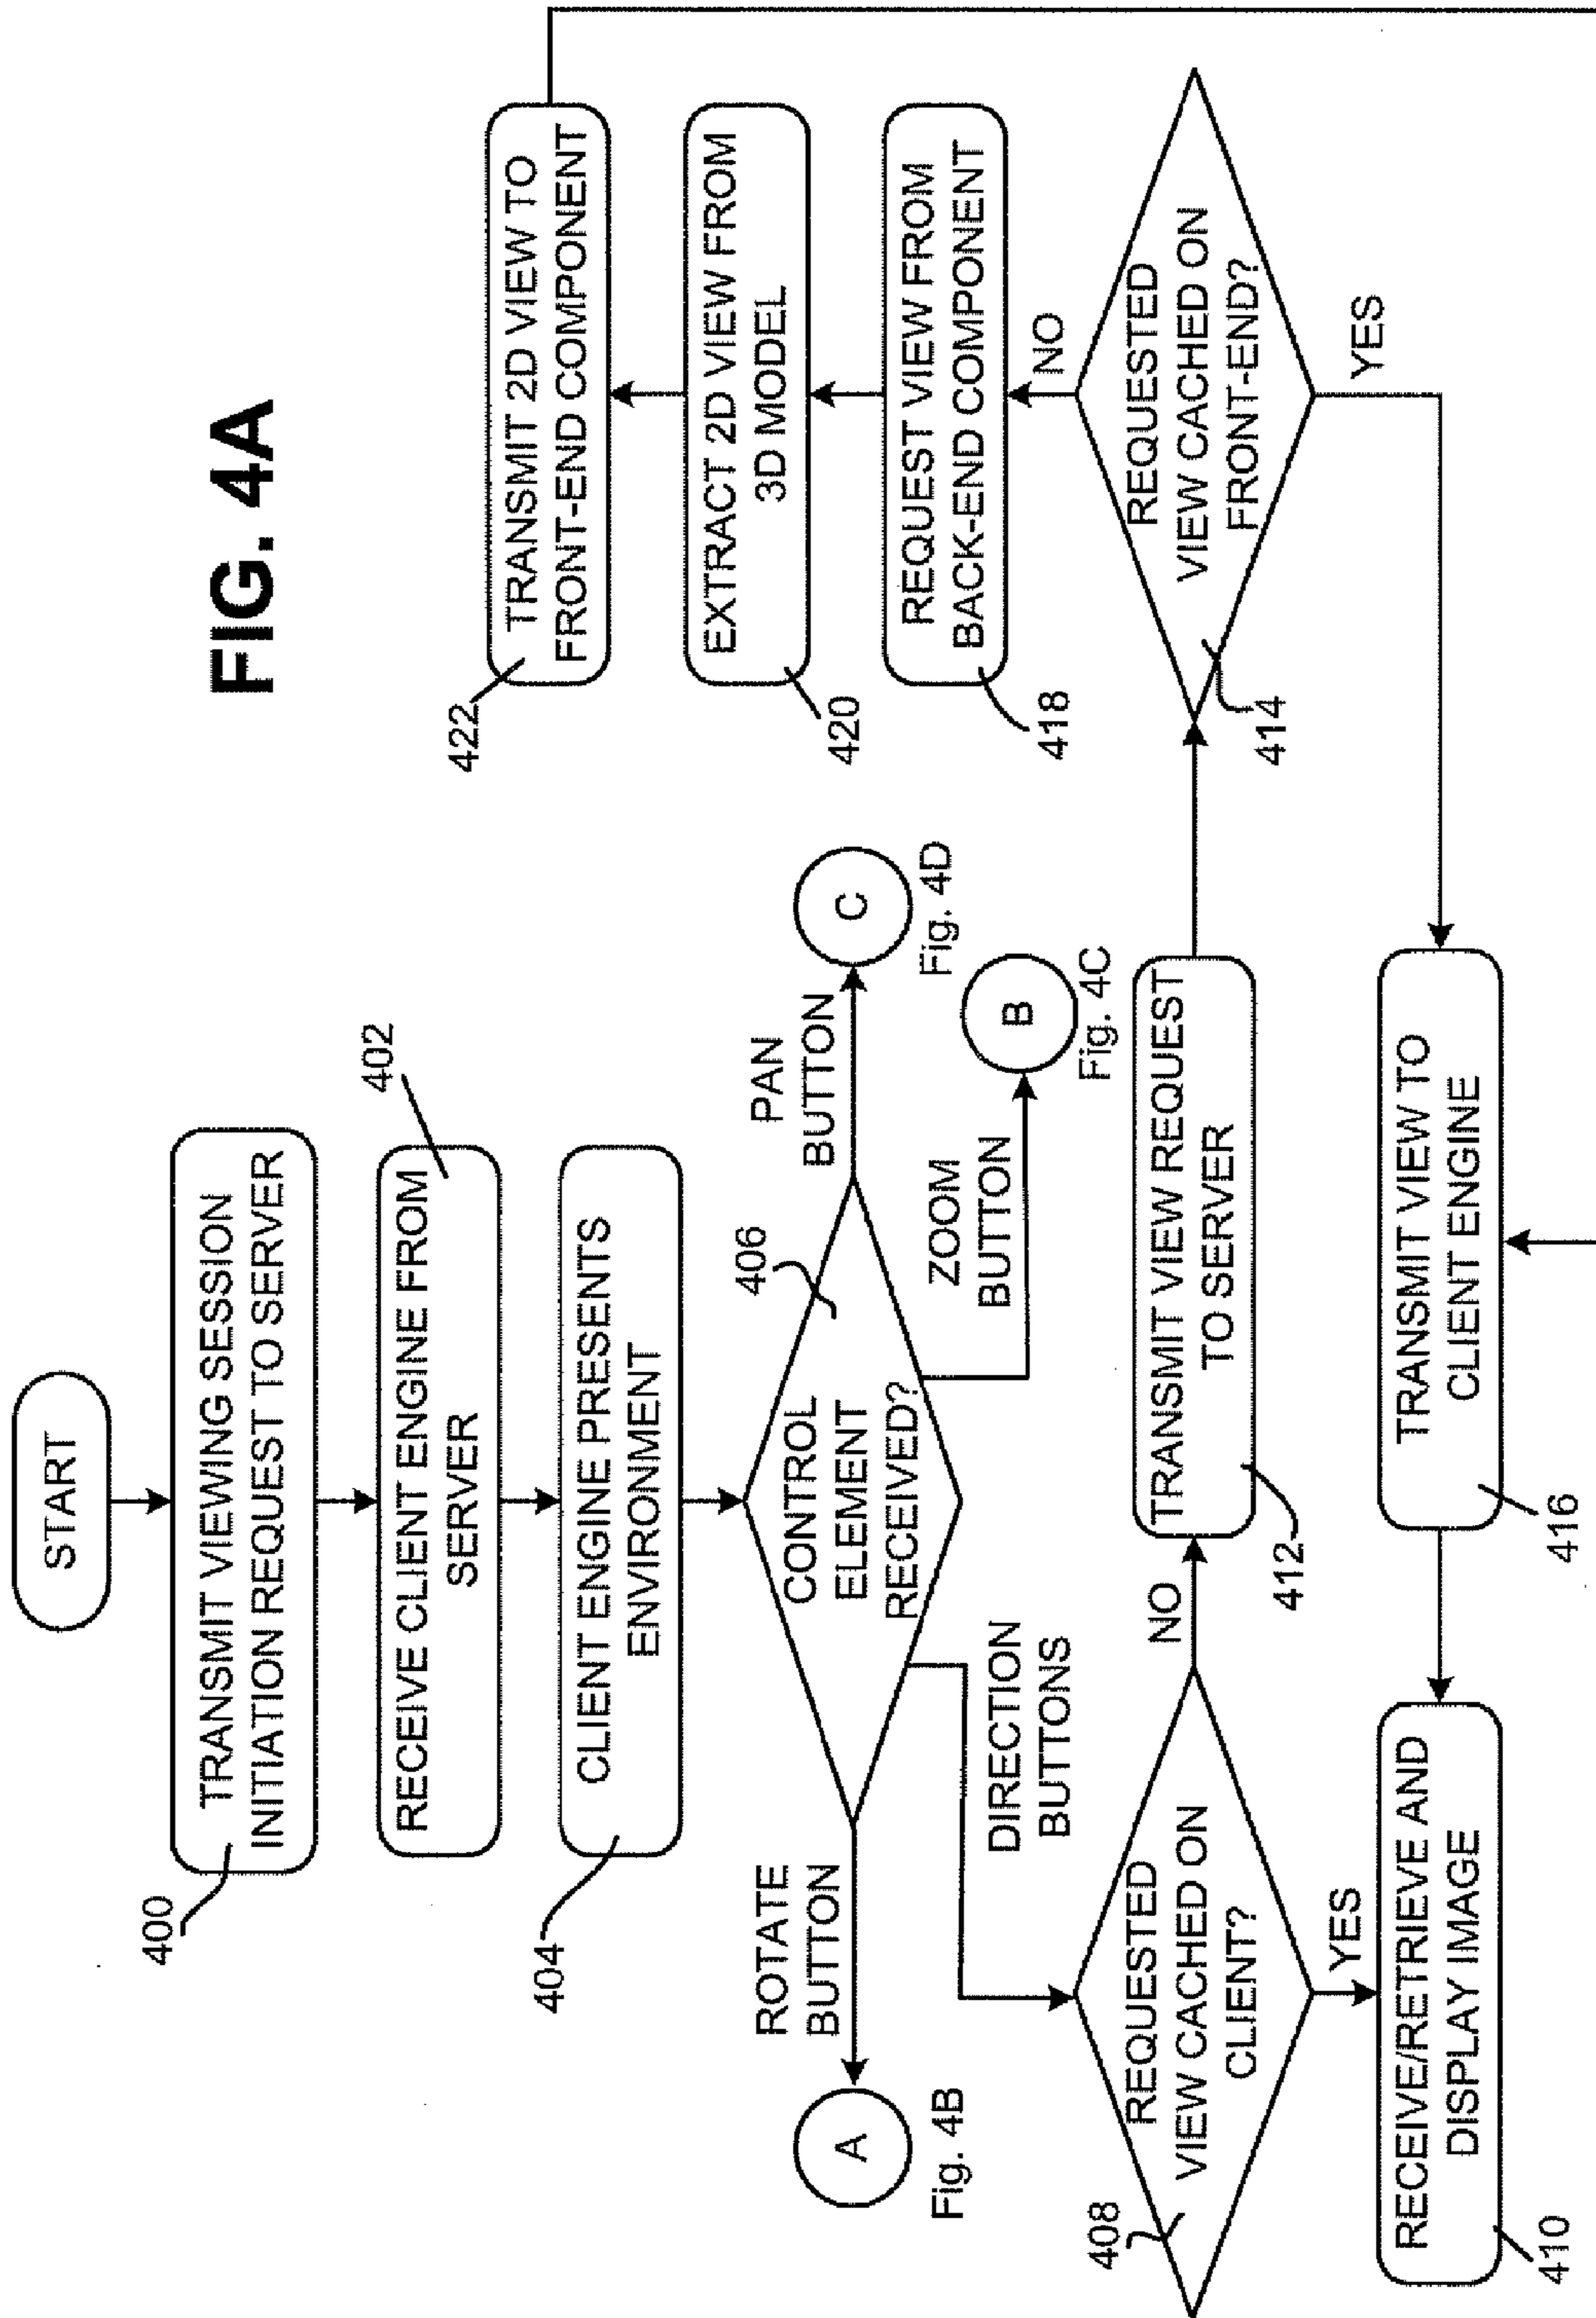 FIG. 4A
START
TRANSMIT VIEWING SESSION
INITIATION REQUEST TO SERVER
400
RECEIVE CLIENT ENGINE FROM
SERVER
402
CLIENT ENGINE PRESENTS
ENVIRONMENT
404
CONTROL
ELEMENT
RECEIVED?
406
ROTATE
BUTTON
A
Fig. 4B
PAN
BUTTON
C
Fig. 4D
ZOOM
BUTTON
B
Fig. 4C
DIRECTION
BUTTONS
REQUESTED
VIEW CACHED ON
CLIENT?
408
YES
NO
RECEIVE/RETRIEVE AND
DISPLAY IMAGE
410
TRANSMIT VIEW REQUEST
TO SERVER
412
REQUESTED
VIEW CACHED ON
FRONT-END?
414
YES
NO
TRANSMIT VIEW TO
CLIENT ENGINE
416
REQUEST VIEW FROM
BACK-END COMPONENT
418
EXTRACT 2D VIEW FROM
3D MODEL
420
TRANSMIT 2D VIEW TO
FRONT-END COMPONENT
422